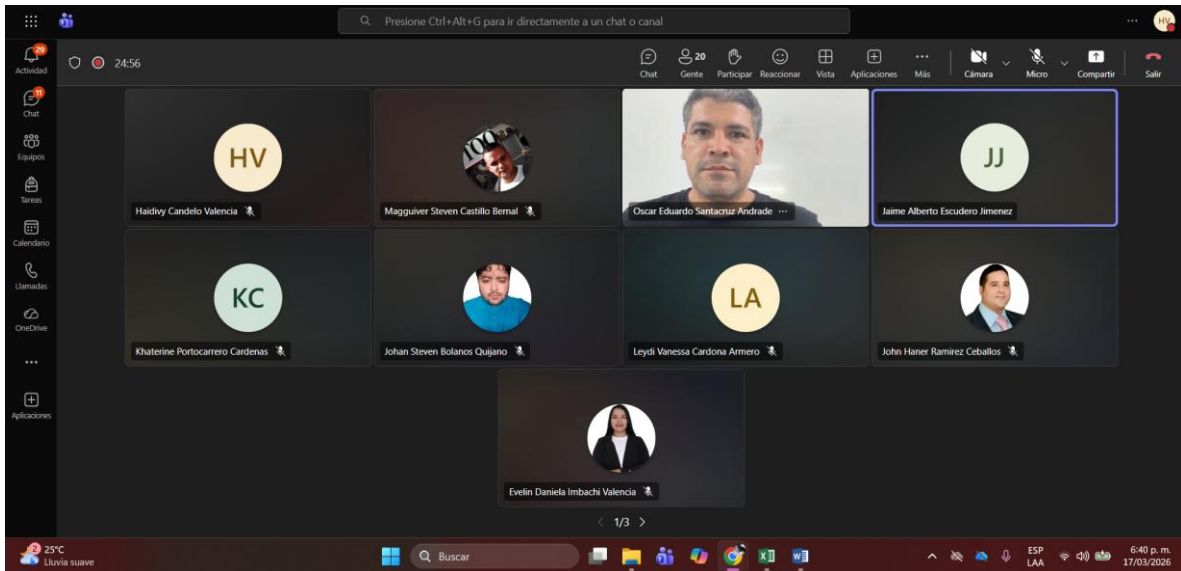 Presione Ctrl+Alt+G para ir directamente a un chat o canal
HV
29
Actividad
24:56
Chat
20
Gente
Participar
Reaccionar
Vista
Aplicaciones
Más
Cámara
Micro
Compartir
Salir
11
Chat
Equipos
Tareas
Calendario
Llamadas
OneDrive
Aplicaciones
HV
Haidivy Candelo Valencia
Magguiver Steven Castillo Bernal
Oscar Eduardo Santacruz Andrade ...
JJ
Jaime Alberto Escudero Jimenez
KC
Khaterine Portocarrero Cardenas
Johan Steven Bolanos Quijano
LA
Leydi Vanessa Cardona Armero
John Haner Ramirez Ceballos
Evelin Daniela Imbachi Valencia
1/3
2
25°C
Lluvia suave
Buscar
ESP
LAA
6:40 p. m.
17/03/2026